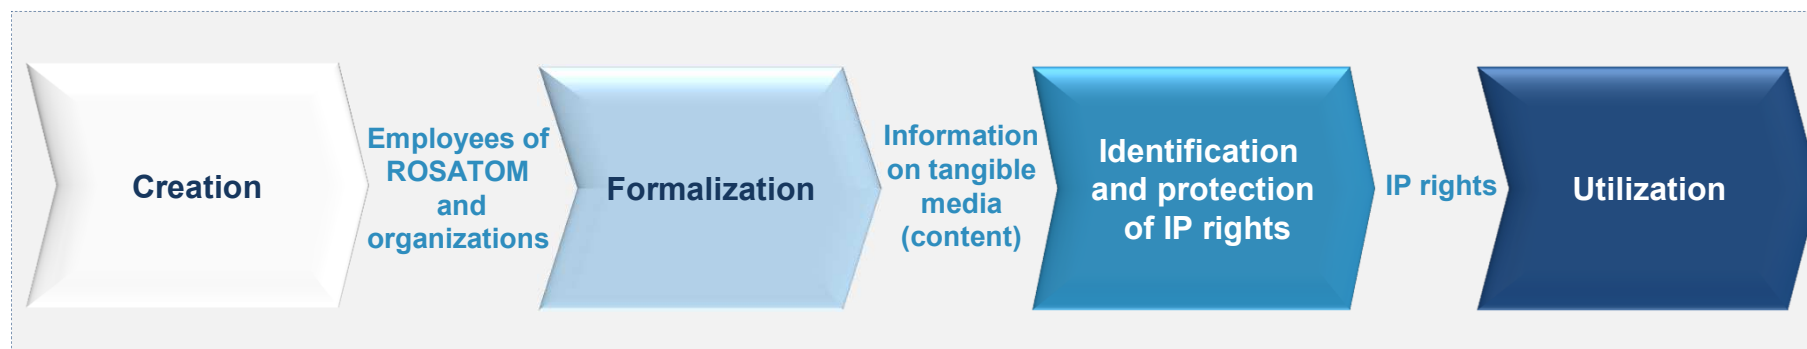 Creation
Employees of
ROSATOM
and
organizations
Formalization
Information
on tangible
media
(content)
Identification
and protection
of IP rights
IP rights
Utilization